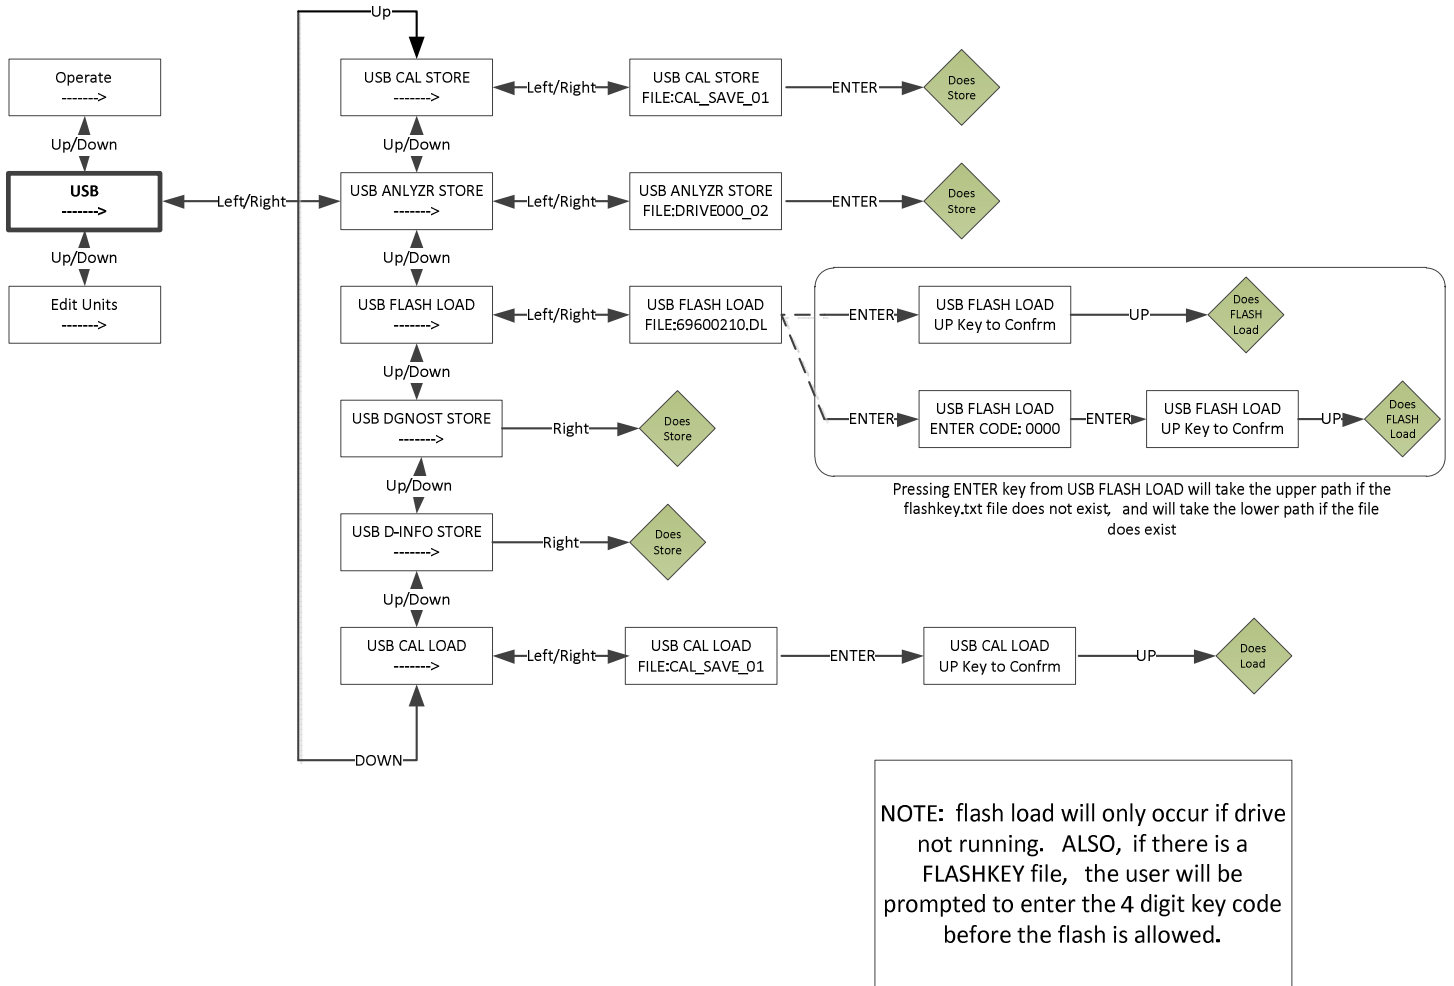 Up
Operate
------->
USB CAL STORE
------->
Left/Right
USB CAL STORE
FILE:CAL_SAVE_01
ENTER
Does
Store
Up/Down
Up/Down
USB
------->
Left/Right
USB ANLYZR STORE
------->
Left/Right
USB ANLYZR STORE
FILE:DRIVE000_02
ENTER
Does
Store
Up/Down
Up/Down
Edit Units
------->
USB FLASH LOAD
------->
Left/Right
USB FLASH LOAD
FILE:69600210.DL
ENTER
USB FLASH LOAD
UP Key to Confrm
UP
Does
FLASH
Load
Up/Down
USB DGNOST STORE
------->
Right
Does
Store
ENTER
USB FLASH LOAD
ENTER CODE: 0000
ENTER
USB FLASH LOAD
UP Key to Confrm
UP
Does
FLASH
Load
Pressing ENTER key from USB FLASH LOAD will take the upper path if the
flashkey.txt file does not exist, and will take the lower path if the file
does exist
Up/Down
USB D-INFO STORE
------->
Right
Does
Store
Up/Down
USB CAL LOAD
------->
Left/Right
USB CAL LOAD
FILE:CAL_SAVE_01
ENTER
USB CAL LOAD
UP Key to Confrm
UP
Does
Load
DOWN
NOTE: flash load will only occur if drive
not running. ALSO, if there is a
FLASHKEY file, the user will be
prompted to enter the 4 digit key code
before the flash is allowed.